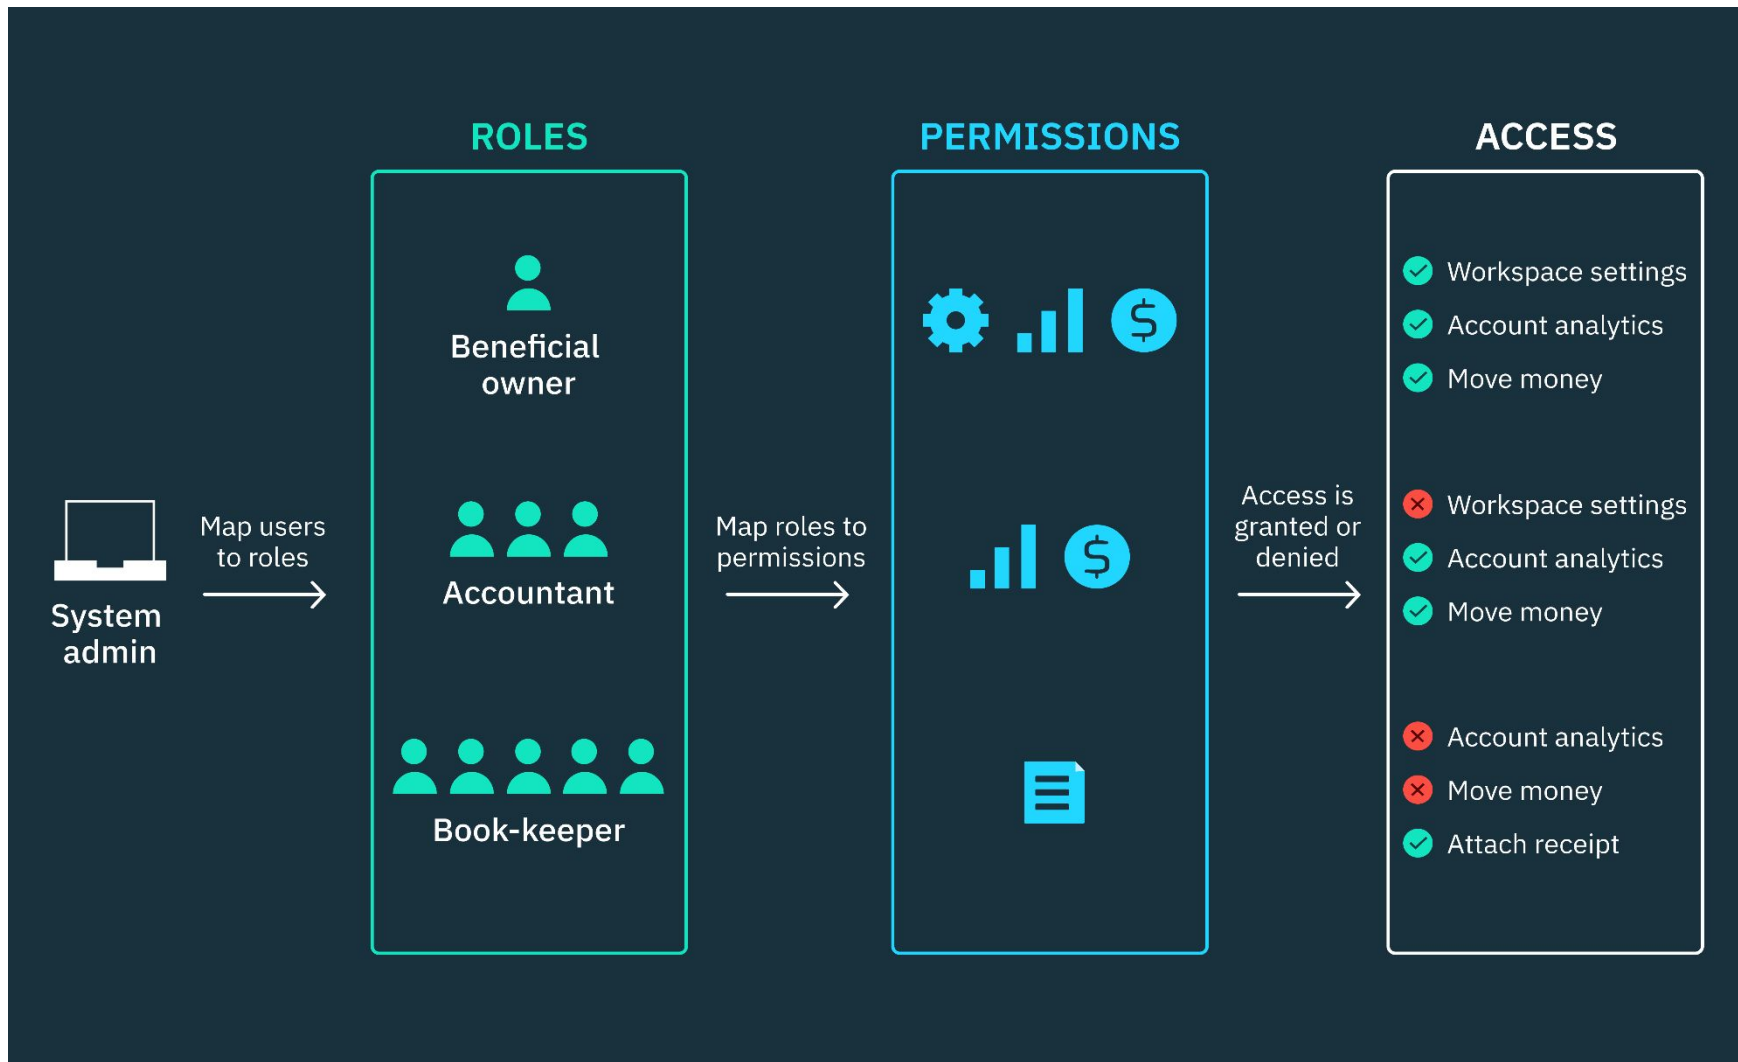 ROLES
PERMISSIONS
ACCESS
Beneficial
owner
Accountant
Book-keeper
System
admin
Map users
to roles
Map roles to
permissions
Access is
granted or
denied
$
$
Workspace settings
Account analytics
Move money
Workspace settings
Account analytics
Move money
Account analytics
Move money
Attach receipt